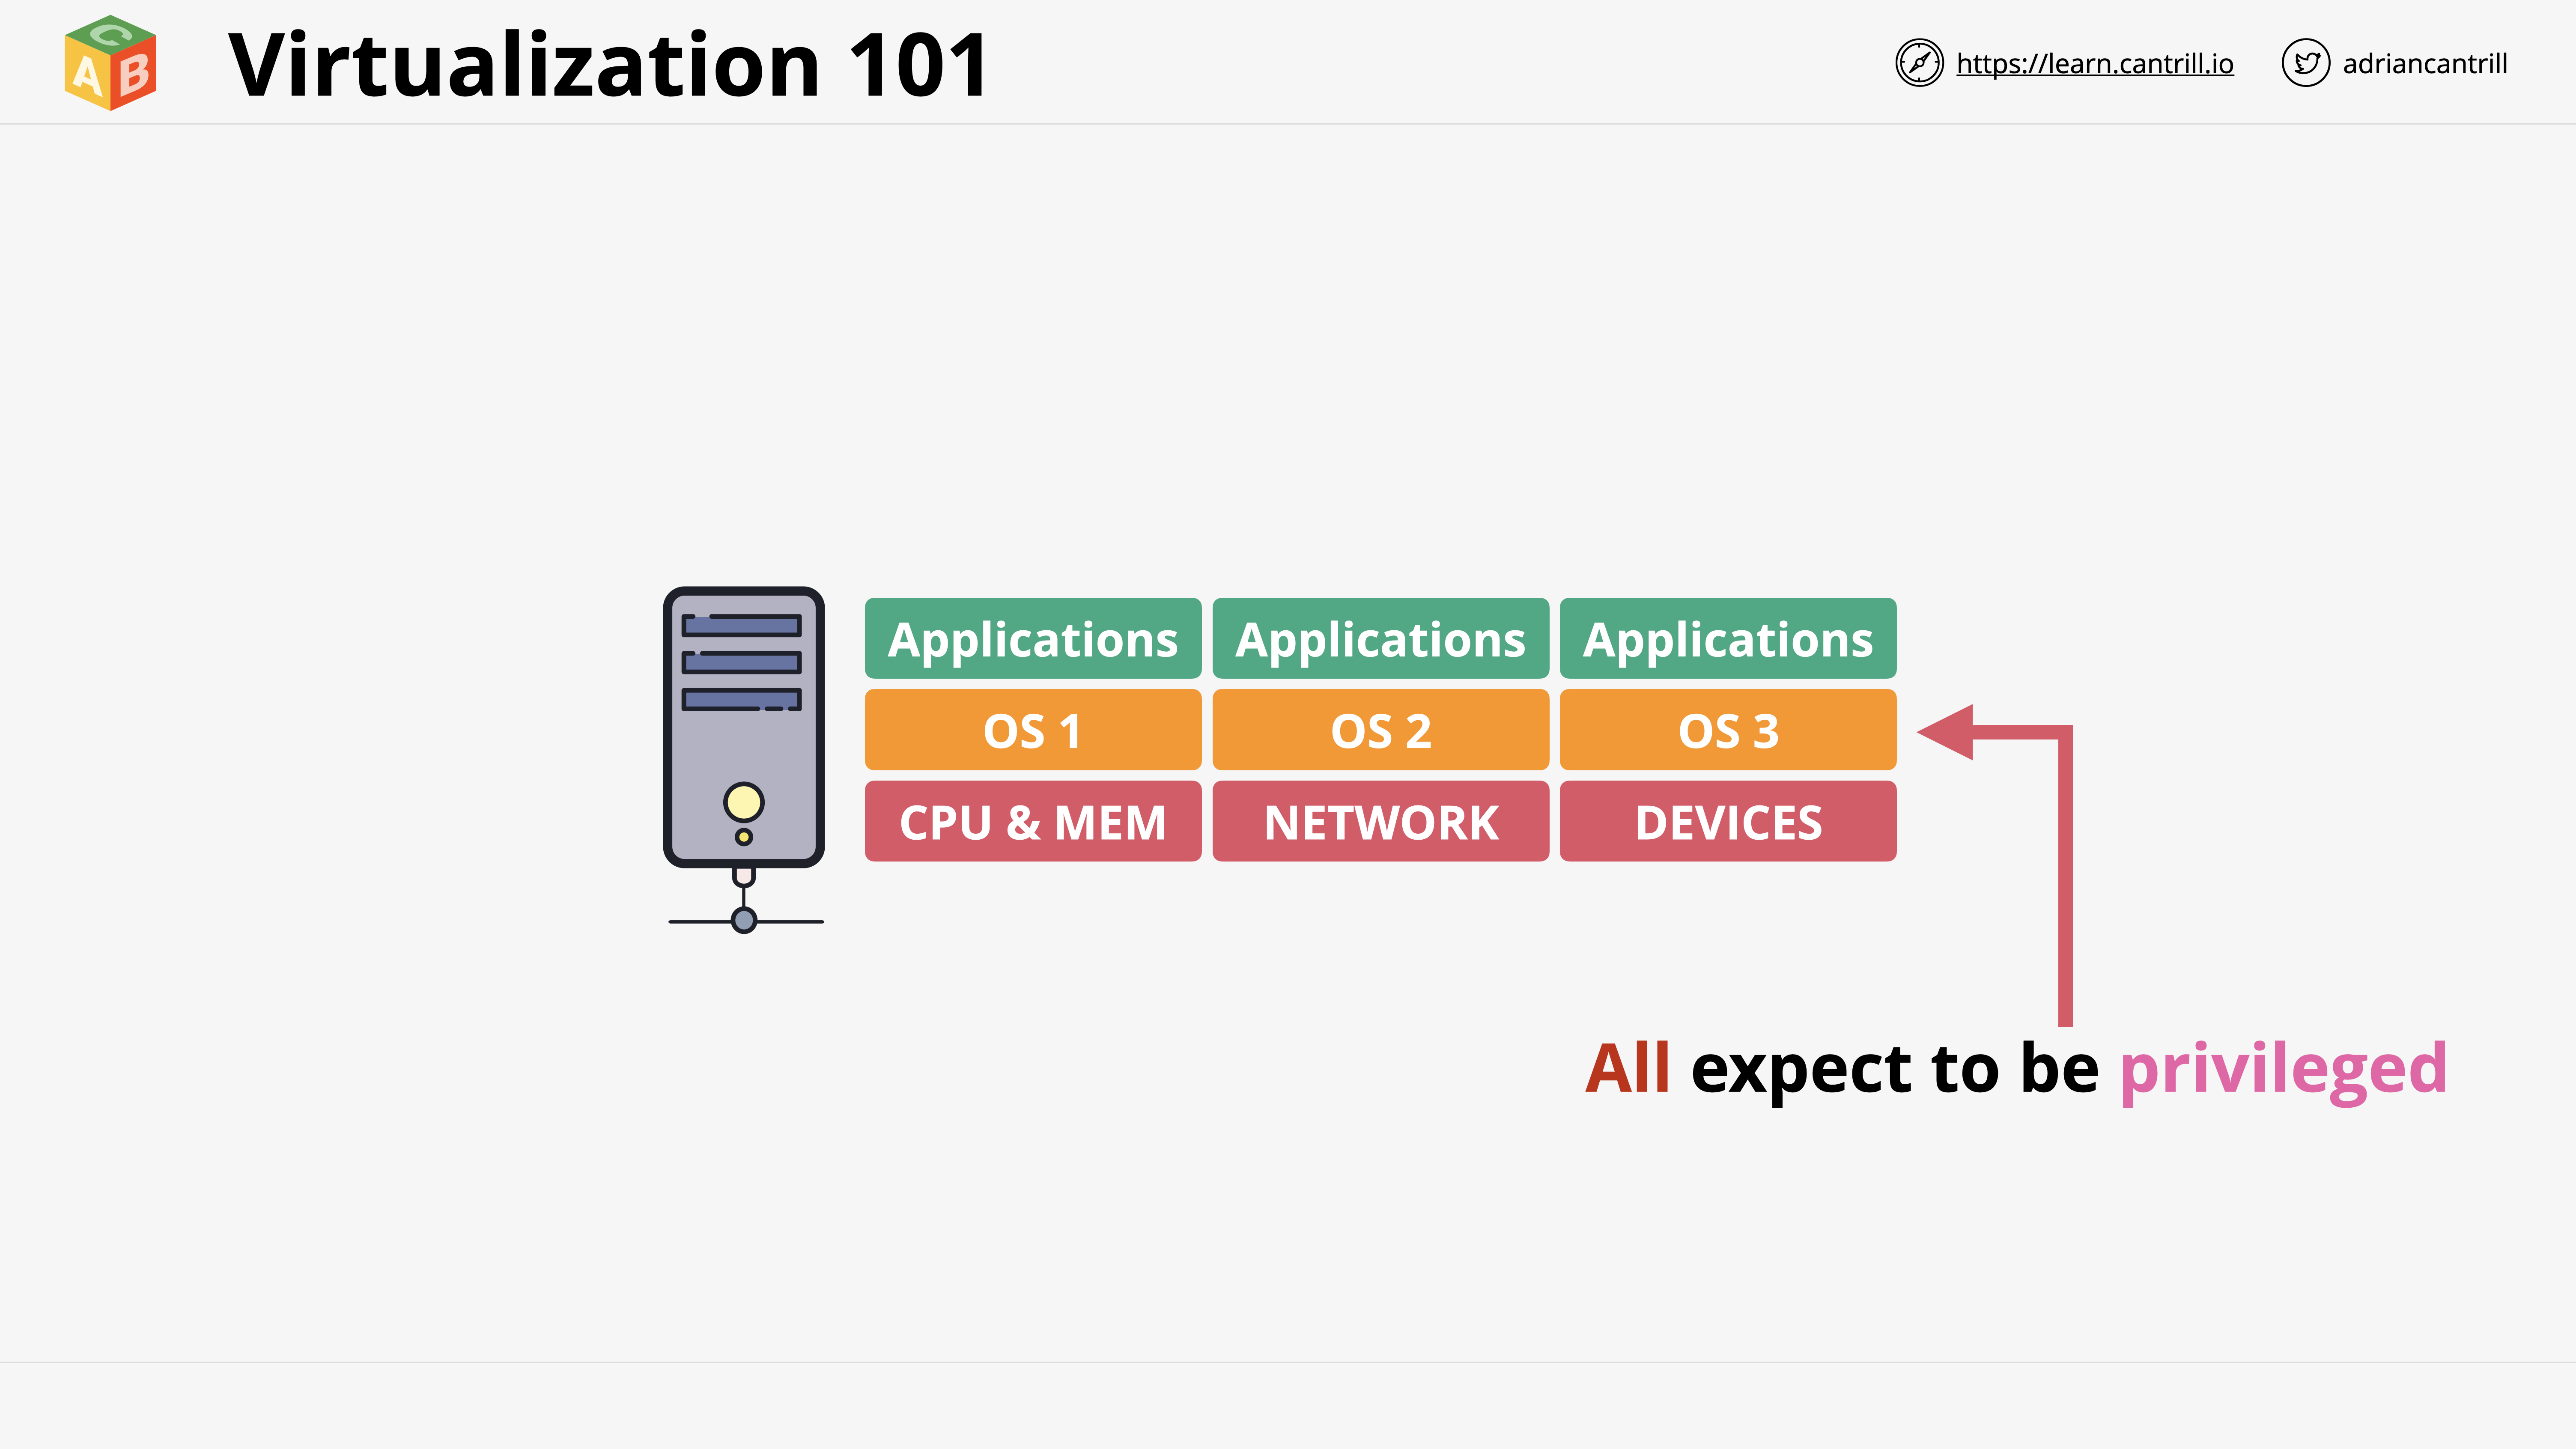 C
A B
Virtualization 101
https://learn.cantrill.io
adriancantrill
Applications Applications Applications
OS 1 OS 2 OS 3
CPU & MEM NETWORK DEVICES
All expect to be privileged